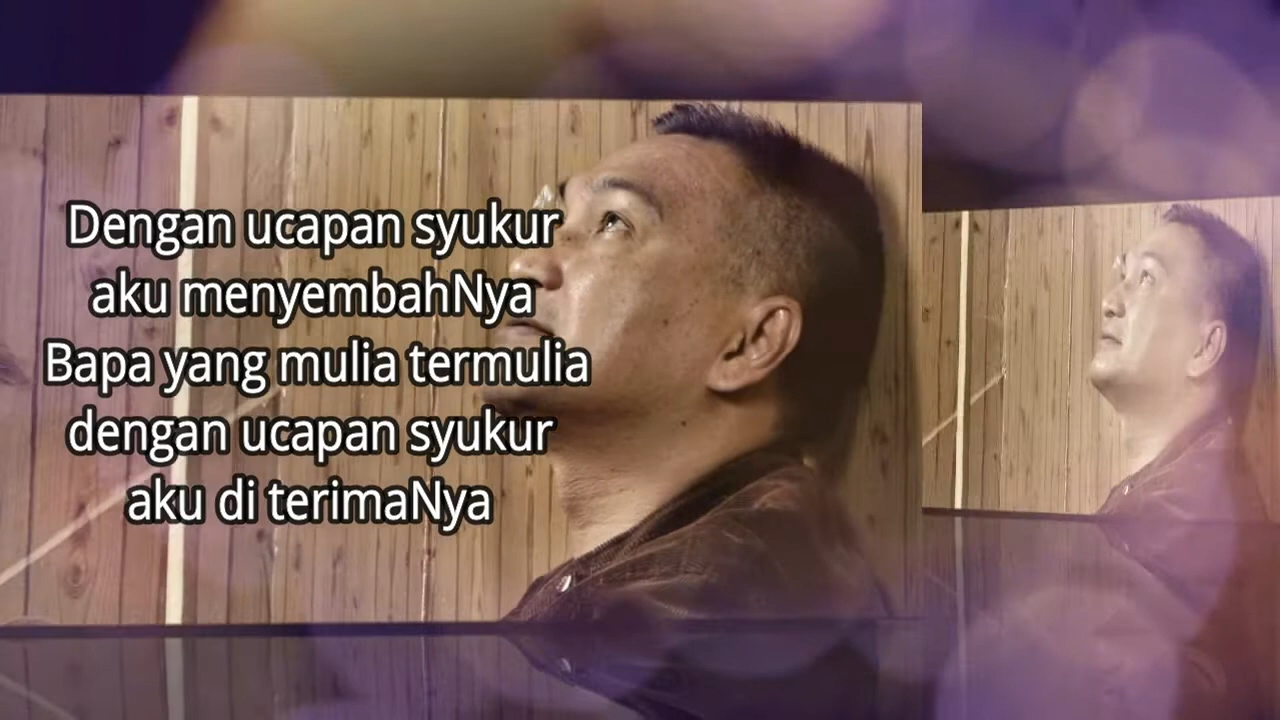 Dengan ucapan syukur
aku menyembahNya
Bapa yang mulia termulia
dengan ucapan syukur
aku di terimaNya